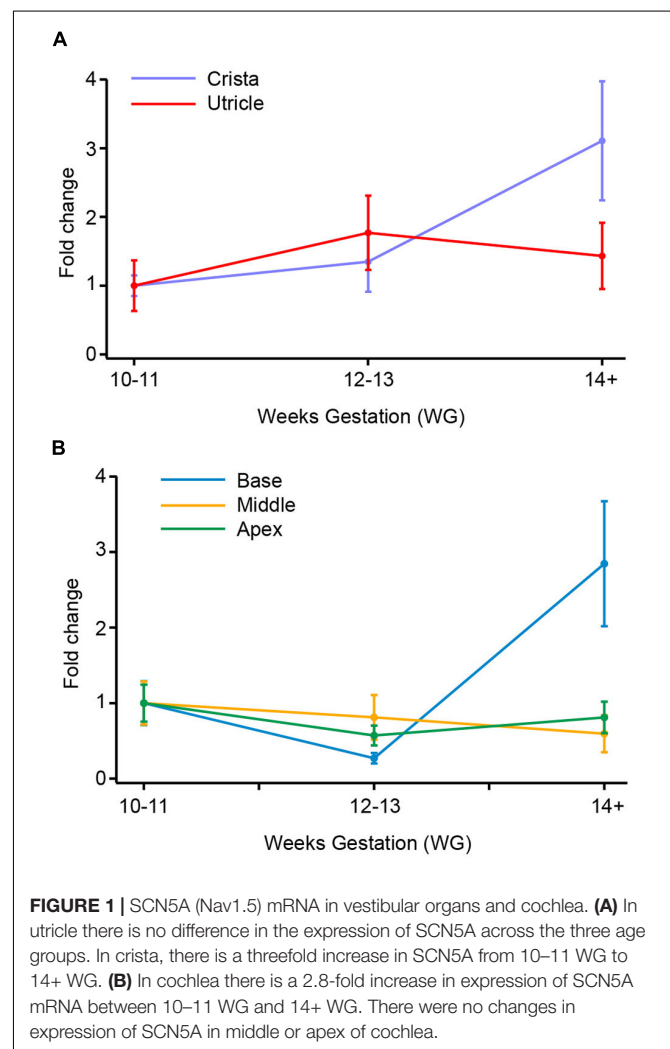 A
4
3
2
1
0
Fold change
Crista
Utricle
10-11
12-13
14+
Weeks Gestation (WG)
B
4
3
2
1
0
Fold change
Base
Middle
Apex
10-11
12-13
14+
Weeks Gestation (WG)
FIGURE 1 | SCN5A (Nav1.5) mRNA in vestibular organs and cochlea. (A) In
utricle there is no difference in the expression of SCN5A across the three age
groups. In crista, there is a threefold increase in SCN5A from 10–11 WG to
14+ WG. (B) In cochlea there is a 2.8-fold increase in expression of SCN5A
mRNA between 10–11 WG and 14+ WG. There were no changes in
expression of SCN5A in middle or apex of cochlea.